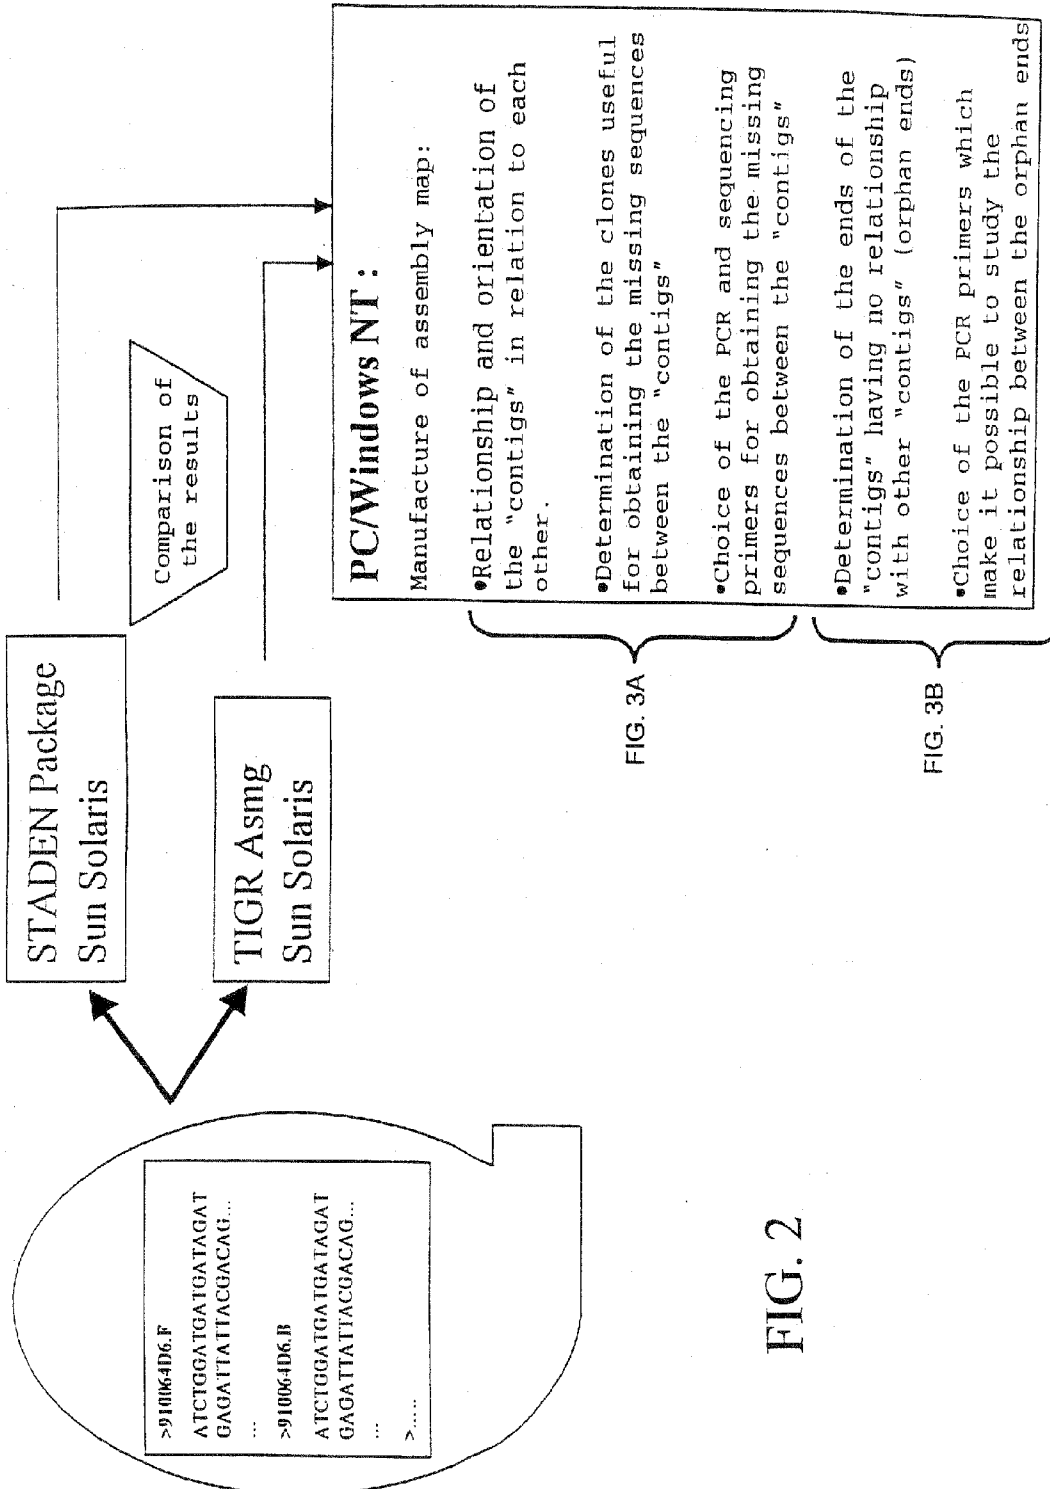 >910064D6.F
ATCTGGATGATGATAGAT
GAGATTATTACGACAG...
...
>910064D6.B
ATCTGGATGATGATAGAT
GAGATTATTACGACAG...
...
>.....
STADEN Package
Sun Solaris
TIGR Asmg
Sun Solaris
Comparison of
the results
PC/Windows NT :
Manufacture of assembly map:
•Relationship and orientation of
the "contigs" in relation to each
other.
•Determination of the clones useful
for obtaining the missing sequences
between the "contigs"
•Choice of the PCR and sequencing
primers for obtaining the missing
sequences between the "contigs"
•Determination of the ends of the
"contigs" having no relationship
with other "contigs" (orphan ends)
•Choice of the PCR primers which
make it possible to study the
relationship between the orphan ends
FIG. 3A
FIG. 3B
FIG. 2